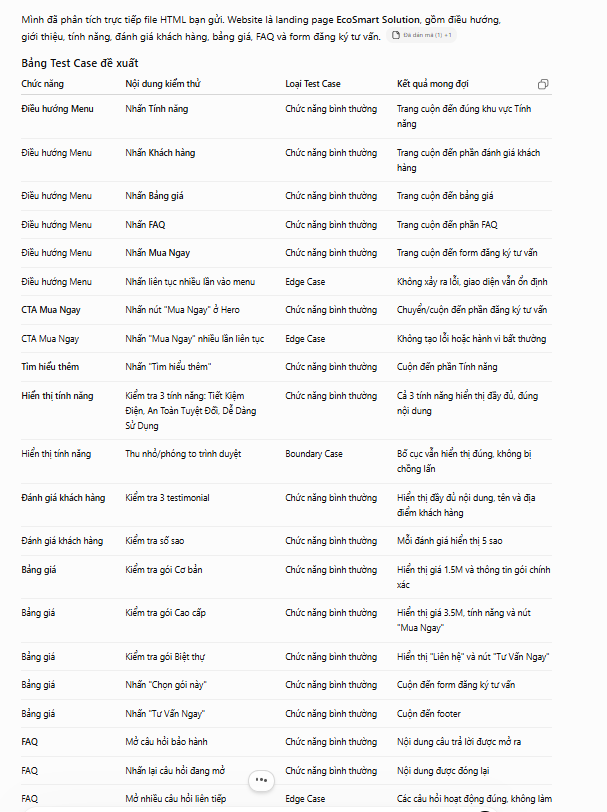 Mình đã phân tích trực tiếp file HTML bạn gửi. Website là landing page EcoSmart Solution, gồm điều hướng,
giới thiệu, tính năng, đánh giá khách hàng, bảng giá, FAQ và form đăng ký tư vấn. Đã dán mã (1) +1
Bảng Test Case đề xuất
Chức năng Nội dung kiểm thử Loại Test Case Kết quả mong đợi
Điều hướng Menu Nhấn Tính năng Chức năng bình thường Trang cuộn đến đúng khu vực Tính
năng
Điều hướng Menu Nhấn Khách hàng Chức năng bình thường Trang cuộn đến phần đánh giá khách
hàng
Điều hướng Menu Nhấn Bảng giá Chức năng bình thường Trang cuộn đến bảng giá
Điều hướng Menu Nhấn FAQ Chức năng bình thường Trang cuộn đến phần FAQ
Điều hướng Menu Nhấn Mua Ngay Chức năng bình thường Trang cuộn đến form đăng ký tư vấn
Điều hướng Menu Nhấn liên tục nhiều lần vào menu Edge Case Không xảy ra lỗi, giao diện vẫn ổn định
CTA Mua Ngay Nhấn nút "Mua Ngay" ở Hero Chức năng bình thường Chuyển/cuộn đến phần đăng ký tư vấn
CTA Mua Ngay Nhấn "Mua Ngay" nhiều lần liên tục Edge Case Không tạo lỗi hoặc hành vi bất thường
Tìm hiểu thêm Nhấn "Tìm hiểu thêm" Chức năng bình thường Cuộn đến phần Tính năng
Hiển thị tính năng Kiểm tra 3 tính năng: Tiết Kiệm Chức năng bình thường Cả 3 tính năng hiển thị đầy đủ, đúng
Điện, An Toàn Tuyệt Đối, Dễ Dàng nội dung
Sử Dụng
Hiển thị tính năng Thu nhỏ/phóng to trình duyệt Boundary Case Bố cục vẫn hiển thị đúng, không bị
chồng lấn
Đánh giá khách hàng Kiểm tra 3 testimonial Chức năng bình thường Hiển thị đầy đủ nội dung, tên và địa
điểm khách hàng
Đánh giá khách hàng Kiểm tra số sao Chức năng bình thường Mỗi đánh giá hiển thị 5 sao
Bảng giá Kiểm tra gói Cơ bản Chức năng bình thường Hiển thị giá 1.5M và thông tin gói chính
xác
Bảng giá Kiểm tra gói Cao cấp Chức năng bình thường Hiển thị giá 3.5M, tính năng và nút
"Mua Ngay"
Bảng giá Kiểm tra gói Biệt thự Chức năng bình thường Hiển thị "Liên hệ" và nút "Tư Vấn Ngay"
Bảng giá Nhấn "Chọn gói này" Chức năng bình thường Cuộn đến form đăng ký tư vấn
Bảng giá Nhấn "Tư Vấn Ngay" Chức năng bình thường Cuộn đến footer
FAQ Mở câu hỏi bảo hành Chức năng bình thường Nội dung câu trả lời được mở ra
FAQ Nhấn lại câu hỏi đang mở Chức năng bình thường Nội dung được đóng lại
FAQ Mở nhiều câu hỏi liên tiếp Edge Case Các câu hỏi hoạt động đúng, không làm